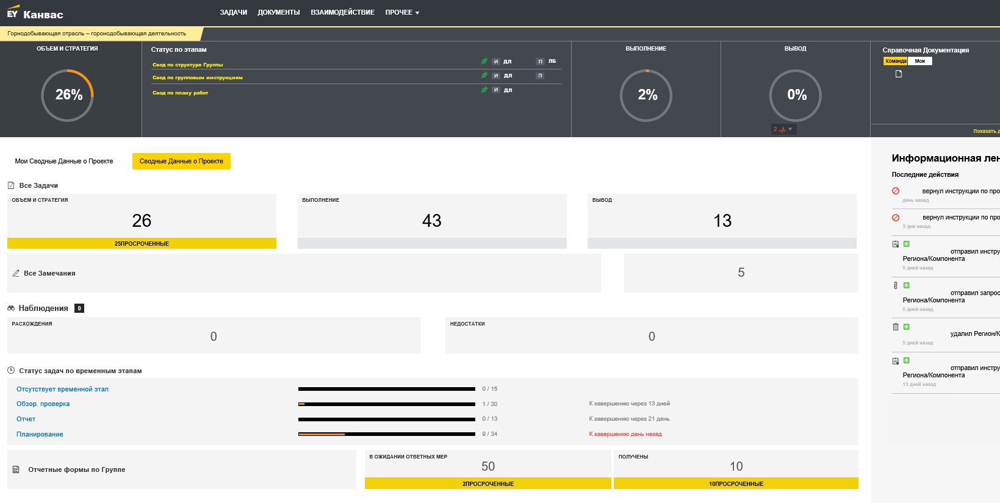 EY Канвас
ЗАДАЧИ ДОКУМЕНТЫ ВЗАИМОДЕЙСТВИЕ ПРОЧЕЕ
Горнодобывающая отрасль – горонодобывающая деятельность
ОБЪЕМ И СТРАТЕГИЯ
26%
Статус по этапам
Свод по структуре Группы И ДЛ П ЛБ
Свод по групповым инструкциям И ДЛ П
Свод по плану работ И ДЛ
ВЫПОЛНЕНИЕ
2%
ВЫВОД
0%
2
Справочная Документация
Команда Мои
Показать д
Мои Сводные Данные о Проекте
Сводные Данные о Проекте
Все Задачи
ОБЪЕМ И СТРАТЕГИЯ
26
25ПРОСРОЧЕННЫЕ
ВЫПОЛНЕНИЕ
43
ВЫВОД
13
Все Замечания
5
Наблюдения 0
РАСХОЖДЕНИЯ
0
НЕДОСТАТКИ
0
Статус задач по временным этапам
Отсутствует временной этап 0 / 15
Обзор. проверка 1 / 30 К завершению через 13 дней
Отчет 0 / 13 К завершению через 21 день
Планирование 9 / 34 К завершению день назад
Отчетные формы по Группе
В ОЖИДАНИИ ОТВЕТНЫХ МЕР
50
2ПРОСРОЧЕННЫЕ
ПОЛУЧЕНЫ
10
10ПРОСРОЧЕННЫЕ
Информационная лен
Последние действия
вернул инструкции по про
день назад
вернул инструкции по про
3 дня назад
отправил инстру
Региона/Компонента
5 дней назад
отправил запрос
Региона/Компонента
5 дней назад
удалил Регион/К
5 дней назад
отправил инстру
Региона/Компонента
13 дней назад